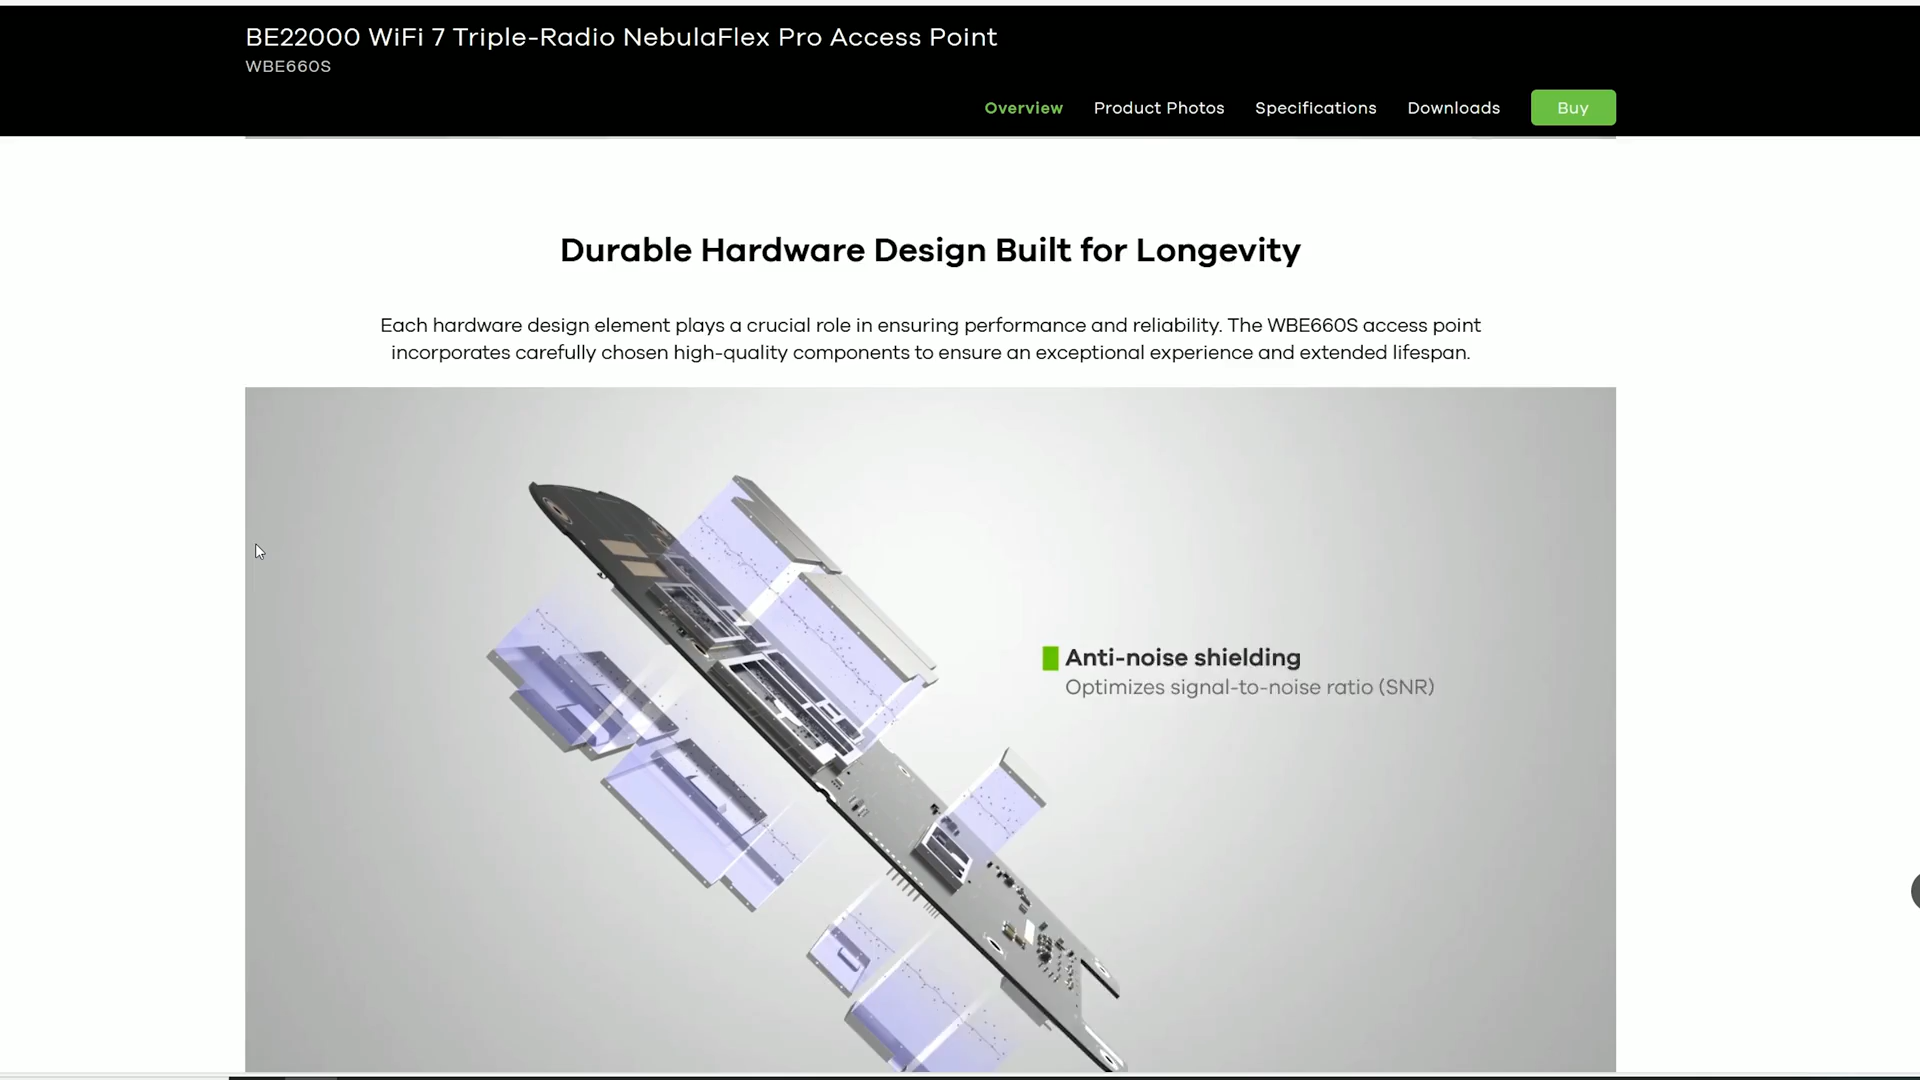 BE22000 WiFi 7 Triple-Radio NebulaFlex Pro Access Point
WBE660S
Overview Product Photos Specifications Downloads Buy
Durable Hardware Design Built for Longevity
Each hardware design element plays a crucial role in ensuring performance and reliability. The WBE660S access point
incorporates carefully chosen high-quality components to ensure an exceptional experience and extended lifespan.
Anti-noise shielding
Optimizes signal-to-noise ratio (SNR)